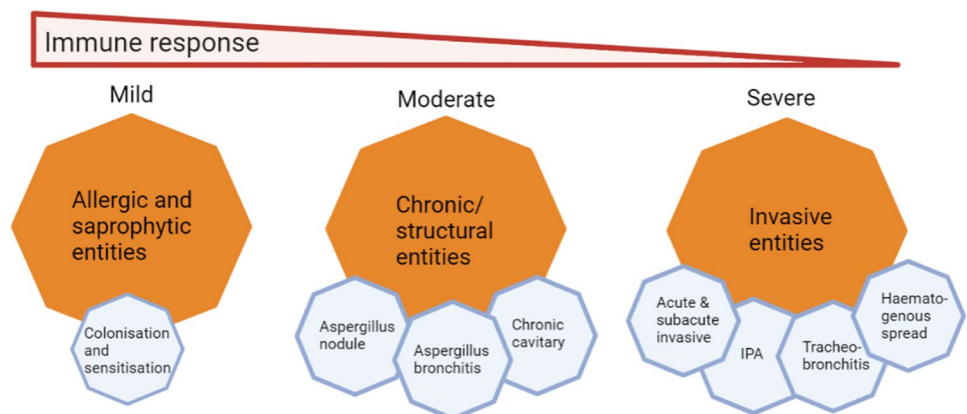 Immune response
Mild
Moderate
Severe
Allergic and
saprophytic
entities
Colonisation
and
sensitisation
Chronic/
structural
entities
Aspergillus
nodule
Aspergillus
bronchitis
Chronic
cavitary
Invasive
entities
Acute &
subacute
invasive
IPA
Tracheo-
bronchitis
Haemato-
genous
spread